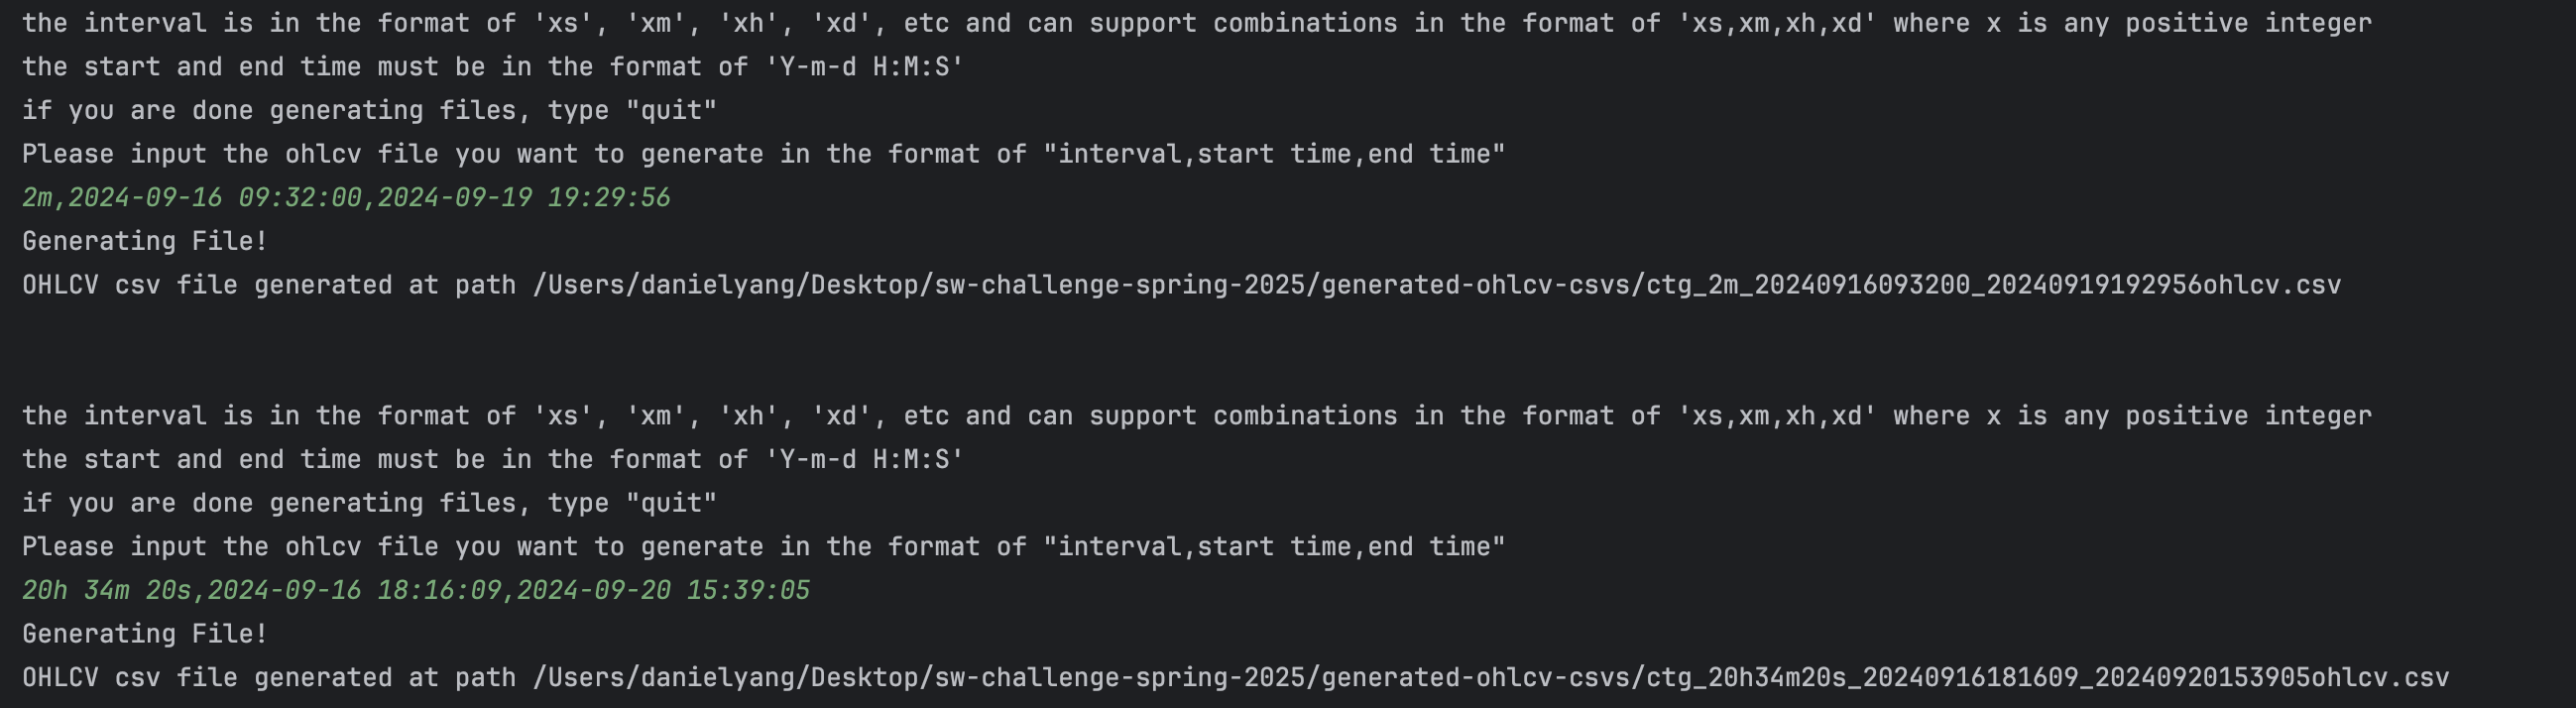 the interval is in the format of 'xs', 'xm', 'xh', 'xd', etc and can support combinations in the format of 'xs,xm,xh,xd' where x is any positive integer
the start and end time must be in the format of 'Y-m-d H:M:S'
if you are done generating files, type "quit"
Please input the ohlcv file you want to generate in the format of "interval,start time,end time"
2m,2024-09-16 09:32:00,2024-09-19 19:29:56
Generating File!
OHLCV csv file generated at path /Users/danielyang/Desktop/sw-challenge-spring-2025/generated-ohlcv-csvs/ctg_2m_20240916093200_20240919192956ohlcv.csv
the interval is in the format of 'xs', 'xm', 'xh', 'xd', etc and can support combinations in the format of 'xs,xm,xh,xd' where x is any positive integer
the start and end time must be in the format of 'Y-m-d H:M:S'
if you are done generating files, type "quit"
Please input the ohlcv file you want to generate in the format of "interval,start time,end time"
20h 34m 20s,2024-09-16 18:16:09,2024-09-20 15:39:05
Generating File!
OHLCV csv file generated at path /Users/danielyang/Desktop/sw-challenge-spring-2025/generated-ohlcv-csvs/ctg_20h34m20s_20240916181609_20240920153905ohlcv.csv